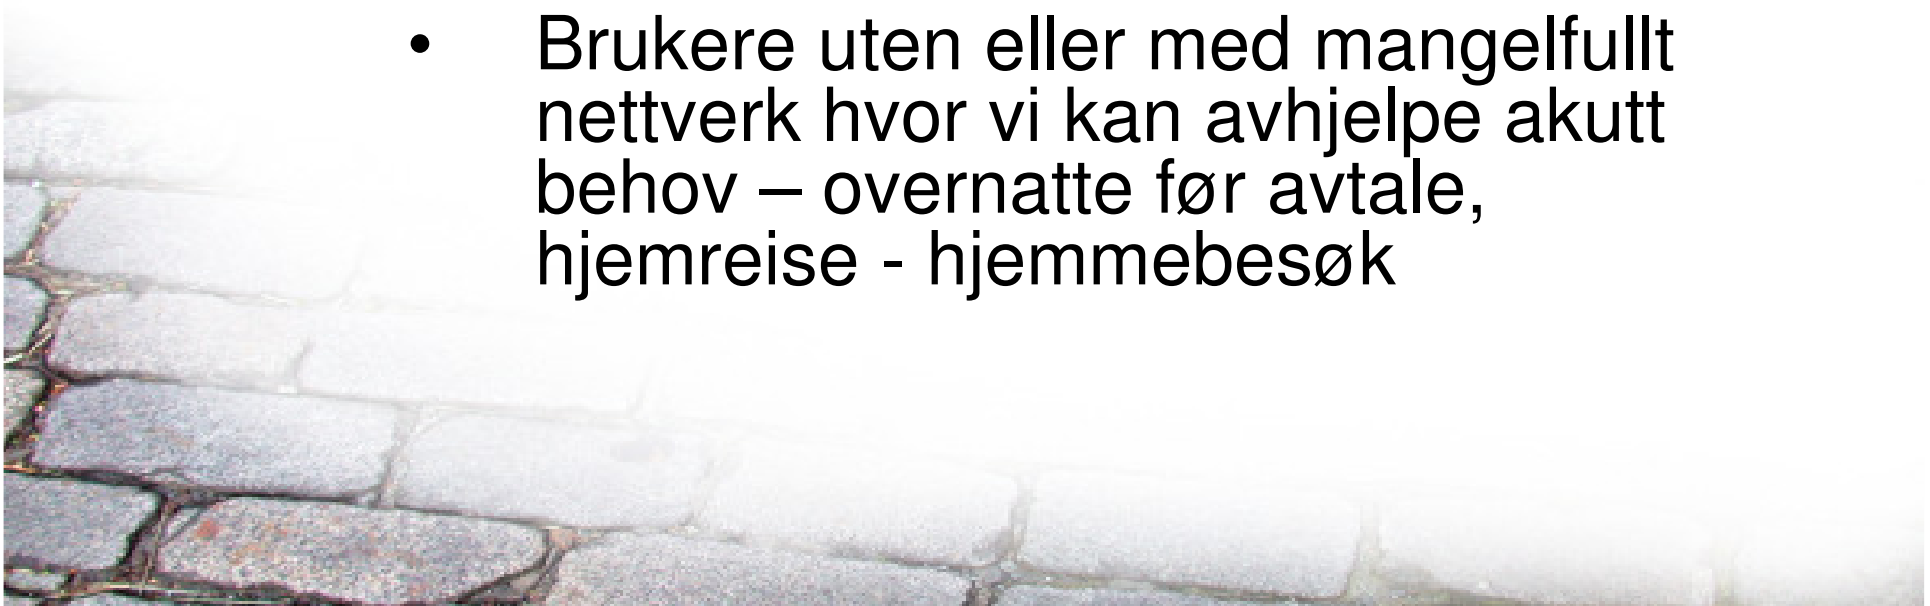 • Brukere uten eller med mangelfullt
nettverk hvor vi kan avhjelpe akutt
behov – overnatte før avtale,
hjemreise - hjemmebesøk